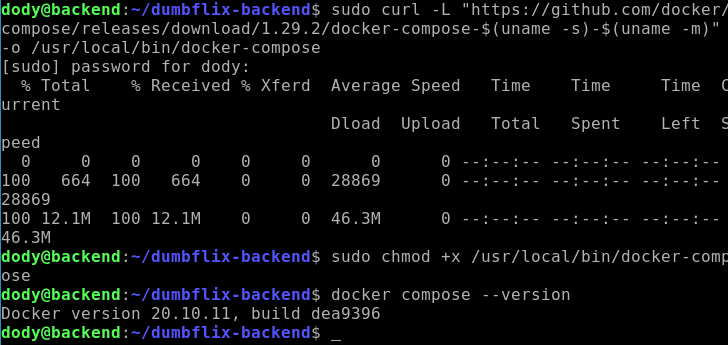 dody@backend:~/dumbflix-backend$ sudo curl -L "https://github.com/docker/
compose/releases/download/1.29.2/docker-compose-$(uname -s)-$(uname -m)"
-o /usr/local/bin/docker-compose
[sudo] password for dody:
  % Total    % Received % Xferd  Average Speed   Time    Time     Time  C
urrent
                                 Dload  Upload   Total   Spent    Left  S
peed
  0     0    0     0    0     0      0      0 --:--:-- --:--:-- --:--:--
100   664  100   664    0     0  28869      0 --:--:-- --:--:-- --:--:--
28869
100 12.1M  100 12.1M    0     0  46.3M      0 --:--:-- --:--:-- --:--:--
46.3M
dody@backend:~/dumbflix-backend$ sudo chmod +x /usr/local/bin/docker-comp
ose
dody@backend:~/dumbflix-backend$ docker compose --version
Docker version 20.10.11, build dea9396
dody@backend:~/dumbflix-backend$ _